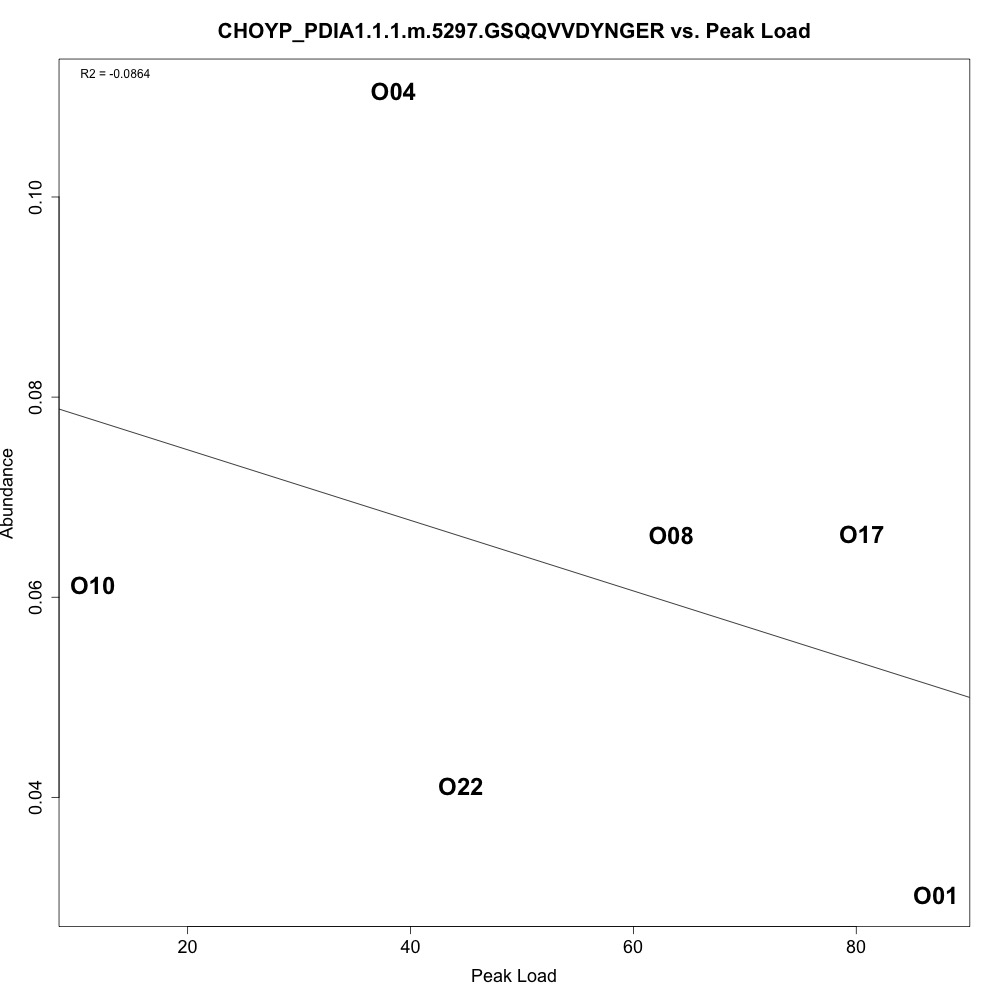 CHOYP_PDIA1.1.1.m.5297.GSQQVVDYNGER vs. Peak Load
R2 = -0.0864
O04
0.10
0.08
Abundance
O08
O17
O10
0.06
O22
0.04
O01
20
40
60
80
Peak Load